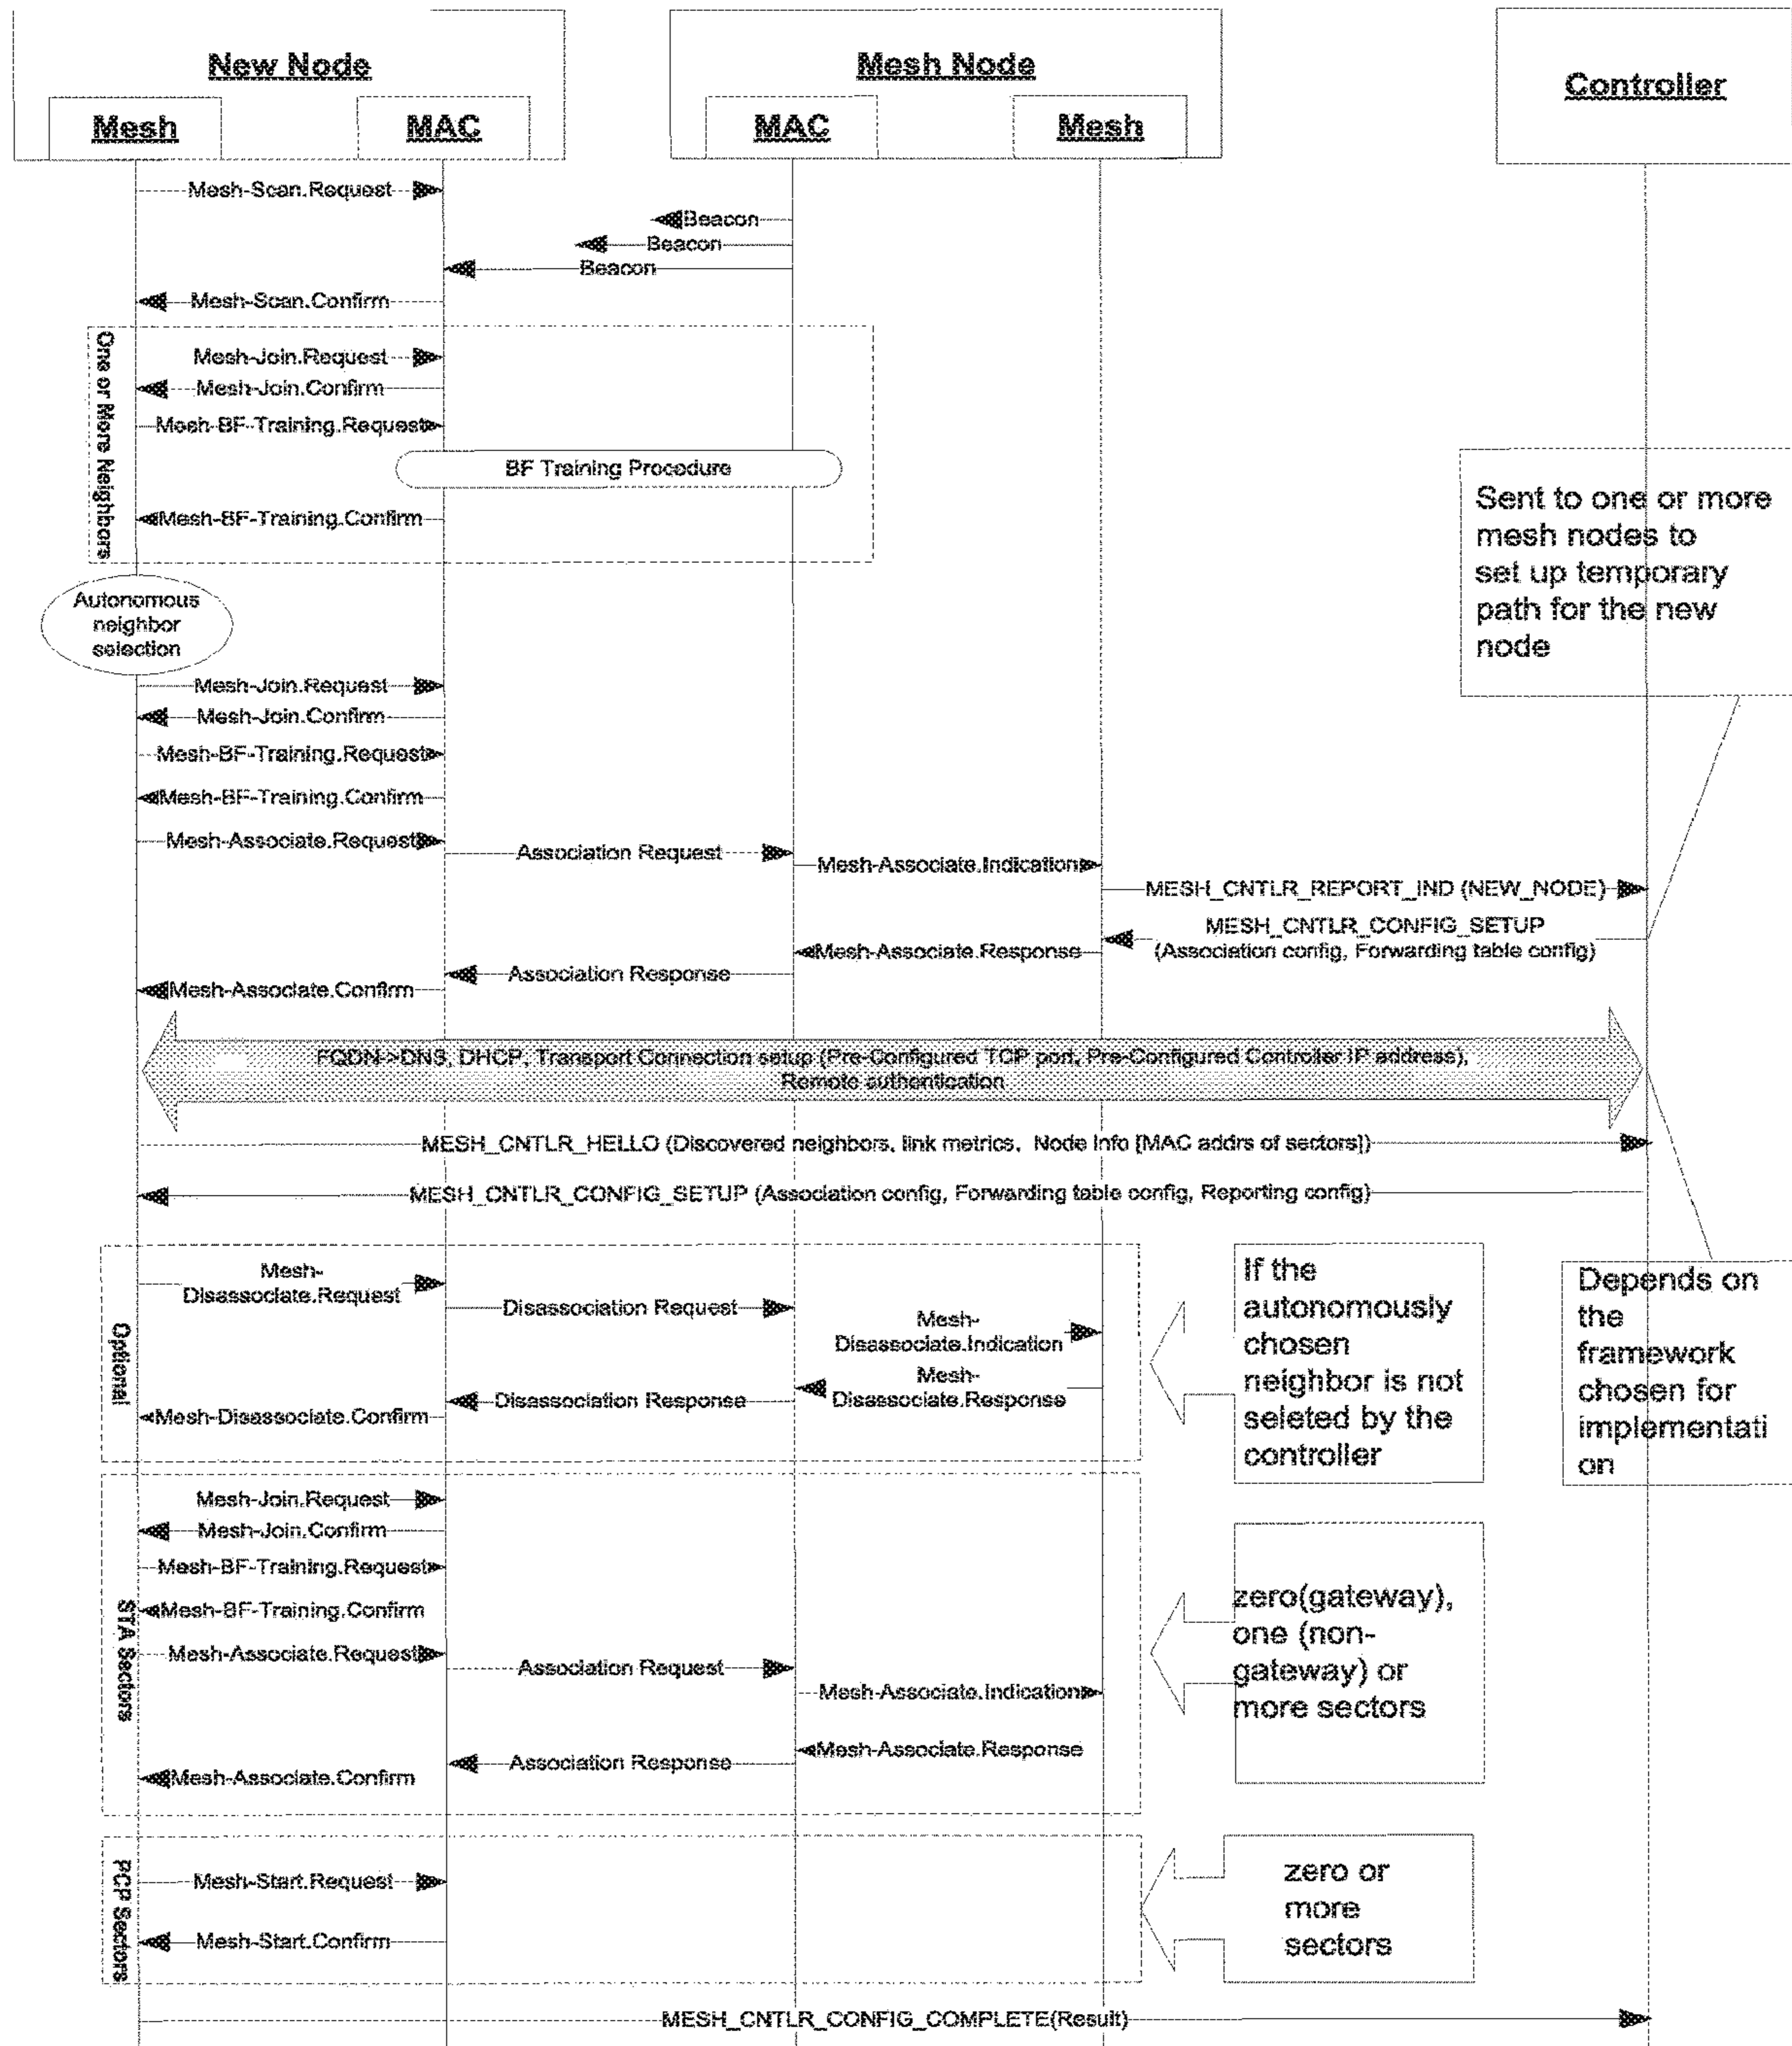 New Node
Mesh Node
Controller
Mesh
MAC
MAC
Mesh
Mesh-Scan.Request
Beacon
Beacon
Beacon
Mesh-Scan.Confirm
One or More Neighbors
Mesh-Join.Request
Mesh-Join.Confirm
Mesh-BF-Training.Request
BF Training Procedure
Mesh-BF-Training.Confirm
Sent to one or more
mesh nodes to
set up temporary
path for the new
node
Autonomous
neighbor
selection
Mesh-Join.Request
Mesh-Join.Confirm
Mesh-BF-Training.Request
Mesh-BF-Training.Confirm
Mesh-Associate.Request
Association Request
Mesh-Associate.Indication
MESH_CNTLR_REPORT_IND (NEW_NODE)
MESH_CNTLR_CONFIG_SETUP
(Association config, Forwarding table config)
Mesh-Associate.Response
Association Response
Mesh-Associate.Confirm
FQDN->DNS, DHCP, Transport Connection setup (Pre-Configured TCP port, Pre-Configured Controller IP address),
Remote authentication
MESH_CNTLR_HELLO (Discovered neighbors, link metrics, Node Info [MAC addrs of sectors])
MESH_CNTLR_CONFIG_SETUP (Association config, Forwarding table config, Reporting config)
Optional
Mesh-
Disassociate.Request
Disassociation Request
Mesh-
Disassociate.Indication
Mesh-
Disassociate.Response
Disassociation Response
Mesh-Disassociate.Confirm
If the
autonomously
chosen
neighbor is not
seleted by the
controller
Depends on
the
framework
chosen for
implementati
on
STA Sectors
Mesh-Join.Request
Mesh-Join.Confirm
Mesh-BF-Training.Request
Mesh-BF-Training.Confirm
Mesh-Associate.Request
Association Request
Mesh-Associate.Indication
Mesh-Associate.Response
Association Response
Mesh-Associate.Confirm
zero(gateway),
one (non-
gateway) or
more sectors
PCP Sectors
Mesh-Start.Request
Mesh-Start.Confirm
zero or
more
sectors
MESH_CNTLR_CONFIG_COMPLETE(Result)